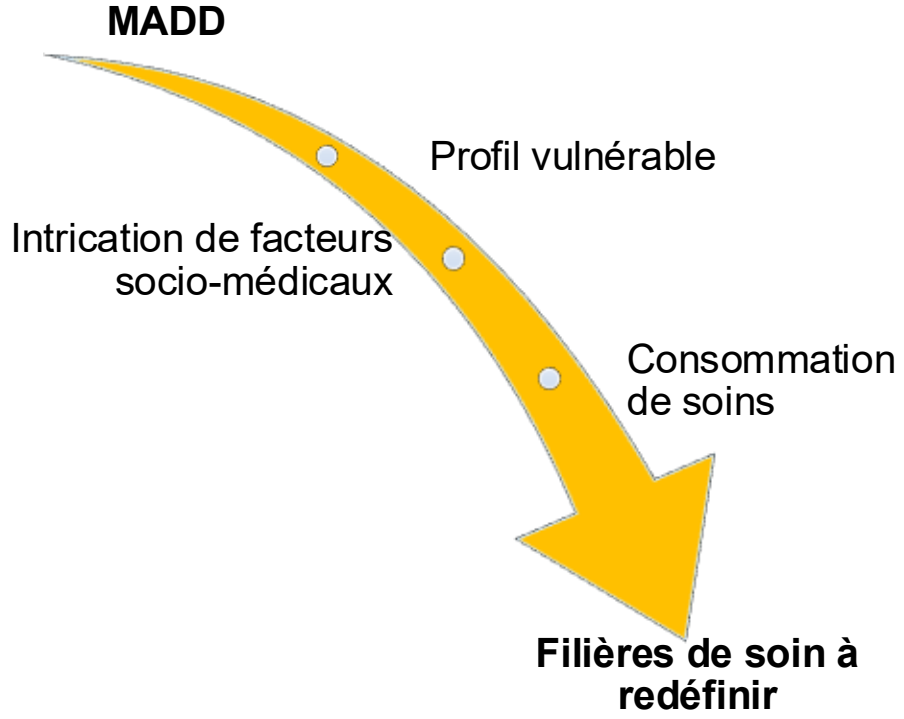 MADD
Profil vulnérable
Intrication de facteurs
socio-médicaux
Consommation
de soins
Filières de soin à
redéfinir